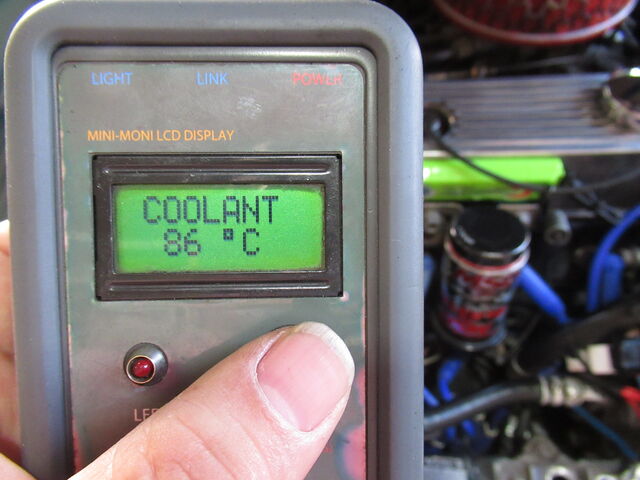 LIGHT LINK POWER
MINI-MONI LCD DISPLAY
COOLANT
86 °C